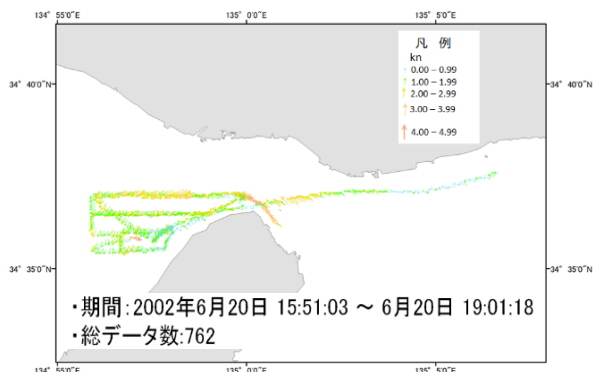 134° 55'0"E
135° 0'0"E
135° 5'0"E
凡 例
kn
0.00 – 0.99
1.00 – 1.99
2.00 – 2.99
3.00 – 3.99
4.00 – 4.99
34° 40'0"N
34° 40'0"N
34° 35'0"N
34° 35'0"N
・期間:2002年6月20日 15:51:03 ～ 6月20日 19:01:18
・総データ数:762
134° 55'0"E
135° 0'0"E
135° 5'0"E